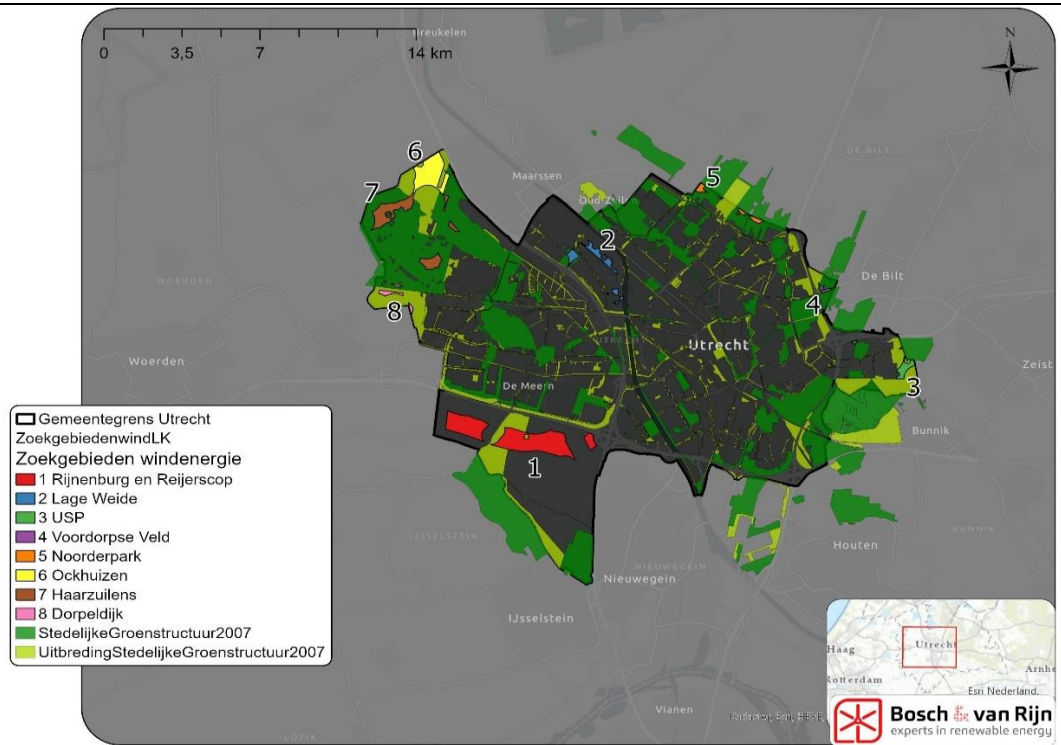 Breukelen
0 3,5 7 14 km
N
DE BILT
6
Maarssen
5
7
Oud-Zuilen
2
WOERDEN
De Bilt
4
8
UTRECHT
Utrecht
Woerden
Zeist
3
De Meern
Bunnik
1
Gemeentegrens Utrecht
ZoekgebiedenwindLK
Zoekgebieden windenergie
1 Rijnenburg en Reijerscop
2 Lage Weide
3 USP
4 Voordorpse Veld
5 Noorderpark
6 Ockhuizen
7 Haarzuilens
8 Dorpeldijk
StedelijkeGroenstructuur2007
UitbredingStedelijkeGroenstructuur2007
IJSSELSTEIN
BUNNIK
Houten
NIEUWEGEIN
Nieuwegein
IJsselstein
Haag
Utrecht
Arnhe
Rotterdam
Esri Nederland,
Vianen
LOPIK
Bosch & van Rijn
experts in renewable energy